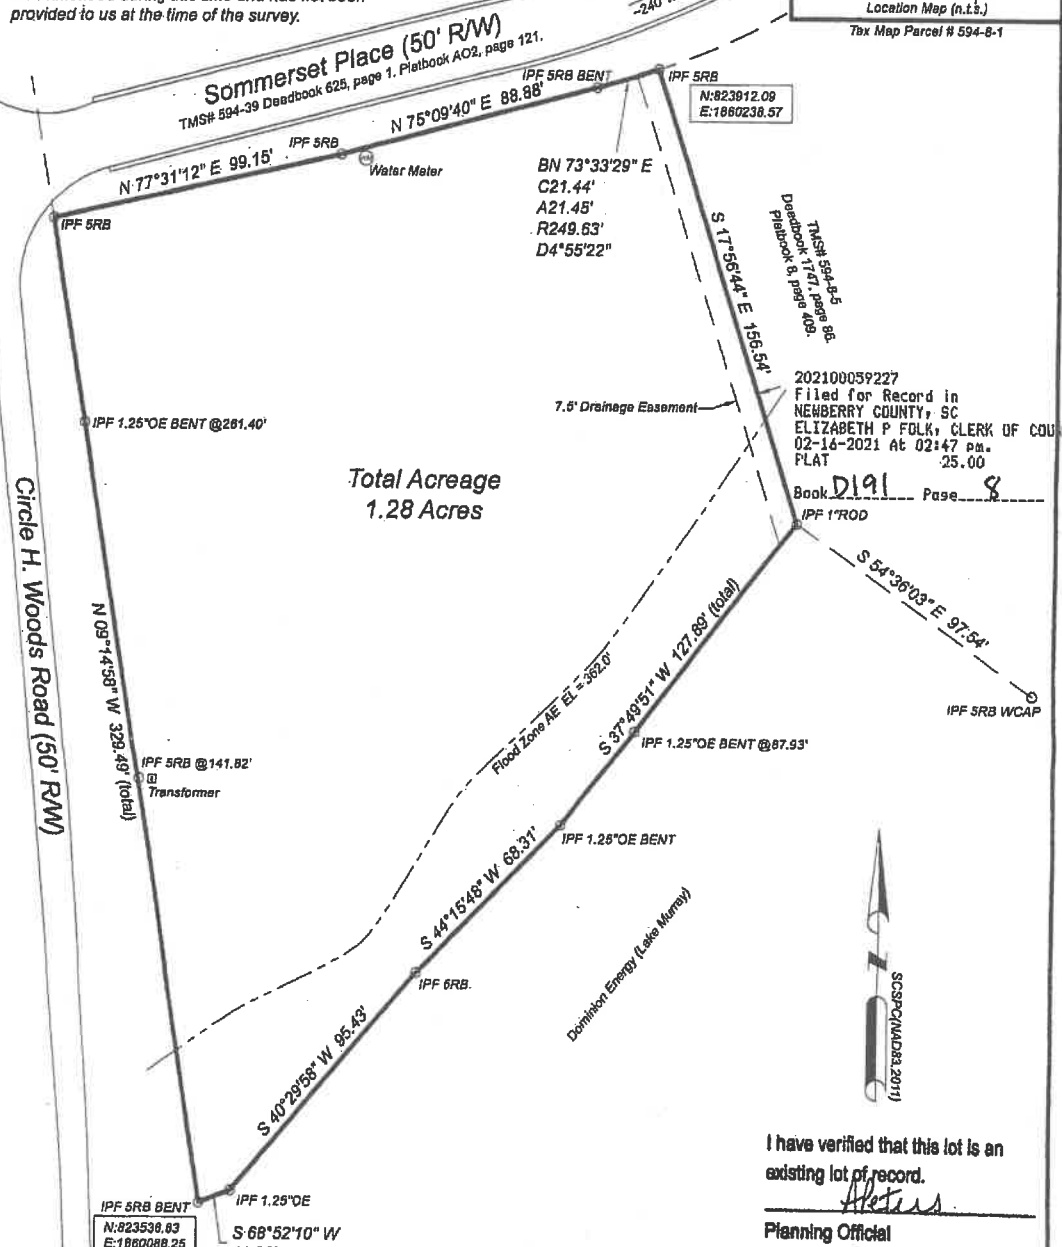 provided to us at the time of the survey.
Location Map (n.t.s.)
Tax Map Parcel # 594-8-1
Sommerset Place (50' R/W)
TMS# 594-39 Deedbook 625, page 1. Platbook AO2, page 121.
~240'
IPF 5RB BENT
IPF 5RB
N:823912.09
E:1860238.57
N 75°09'40" E 88.88'
IPF 5RB
Water Meter
N 77°31'12" E 99.15'
IPF 5RB
BN 73°33'29" E
C21.44'
A21.45'
R249.63'
D4°55'22"
S 17°56'44" E 156.54'
TMS# 594-8-5
Deedbook 1747, page 86.
Platbook 8, page 409.
202100059227
Filed for Record in
NEWBERRY COUNTY, SC
ELIZABETH P FOLK, CLERK OF COU
02-16-2021 At 02:47 pm.
PLAT 25.00
Book D191 Page 8
7.5' Drainage Easement
IPF 1.25"OE BENT @281.40'
Total Acreage
1.28 Acres
IPF 1"ROD
S 54°36'03" E 97.54'
IPF 5RB WCAP
Circle H. Woods Road (50' R/W)
N 09°14'58" W 329.49' (total)
IPF 5RB @141.82'
Transformer
Flood Zone AE EL = 362.0'
S 37°49'51" W 127.89' (total)
IPF 1.25"OE BENT @87.93'
IPF 1.25"OE BENT
S 44°15'48" W 68.31'
IPF 6RB.
Dominion Energy (Lake Murray)
S 40°29'58" W 95.43'
SCSPC(NAD83,2011)
I have verified that this lot is an
existing lot of record.
Planning Official
IPF 5RB BENT
IPF 1.25"OE
N:823536.83
E:1860088.25
S 68°52'10" W